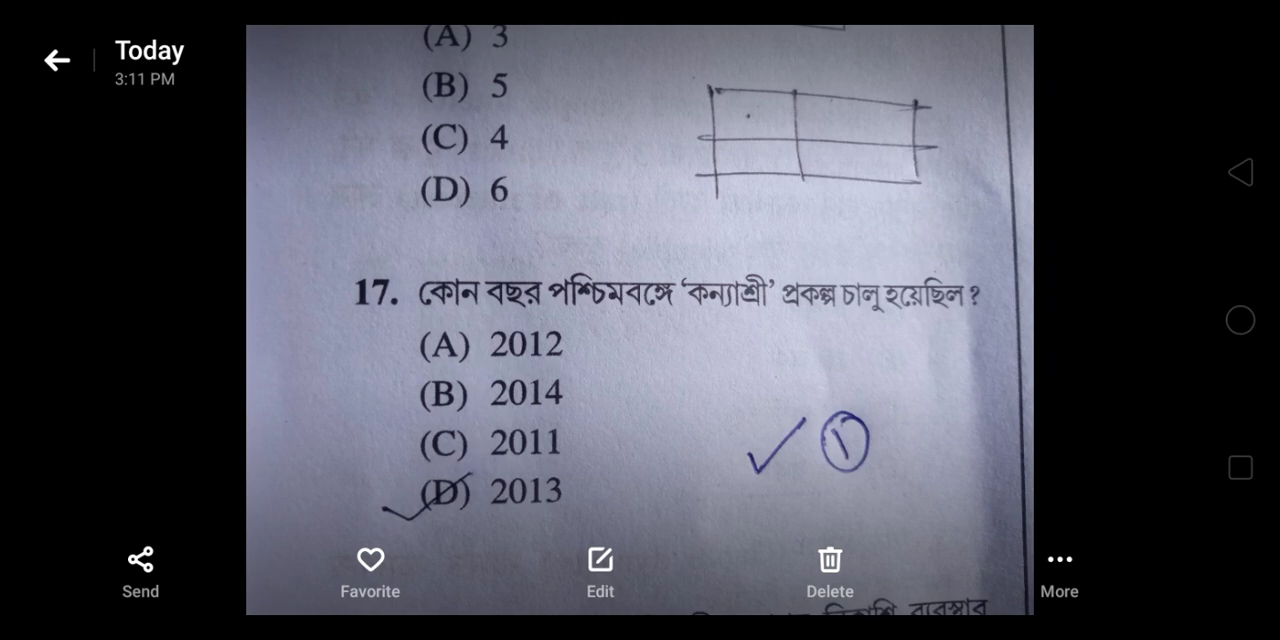 Today
3:11 PM
(A) 3
(B) 5
(C) 4
(D) 6
17. কোন বছর পশ্চিমবঙ্গে ‘কন্যাশ্রী’ প্রকল্প চালু হয়েছিল ?
(A) 2012
(B) 2014
(C) 2011
(D) 2013
1
Send
Favorite
Edit
Delete
More